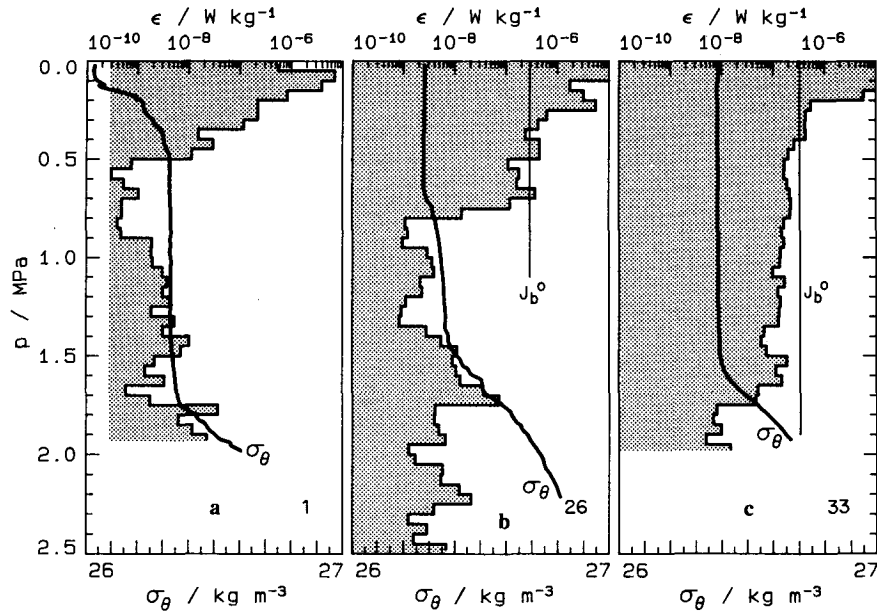 ϵ / W kg⁻¹ ϵ / W kg⁻¹ ϵ / W kg⁻¹
10⁻¹⁰ 10⁻⁸ 10⁻⁶ 10⁻¹⁰ 10⁻⁸ 10⁻⁶ 10⁻¹⁰ 10⁻⁸ 10⁻⁶
0.0
0.5
1.0
1.5
2.0
2.5
p / MPa
σθ
a 1
J_b⁰
σθ
b 26
J_b⁰
σθ
c 33
26 27 26 27 26 27
σθ / kg m⁻³ σθ / kg m⁻³ σθ / kg m⁻³